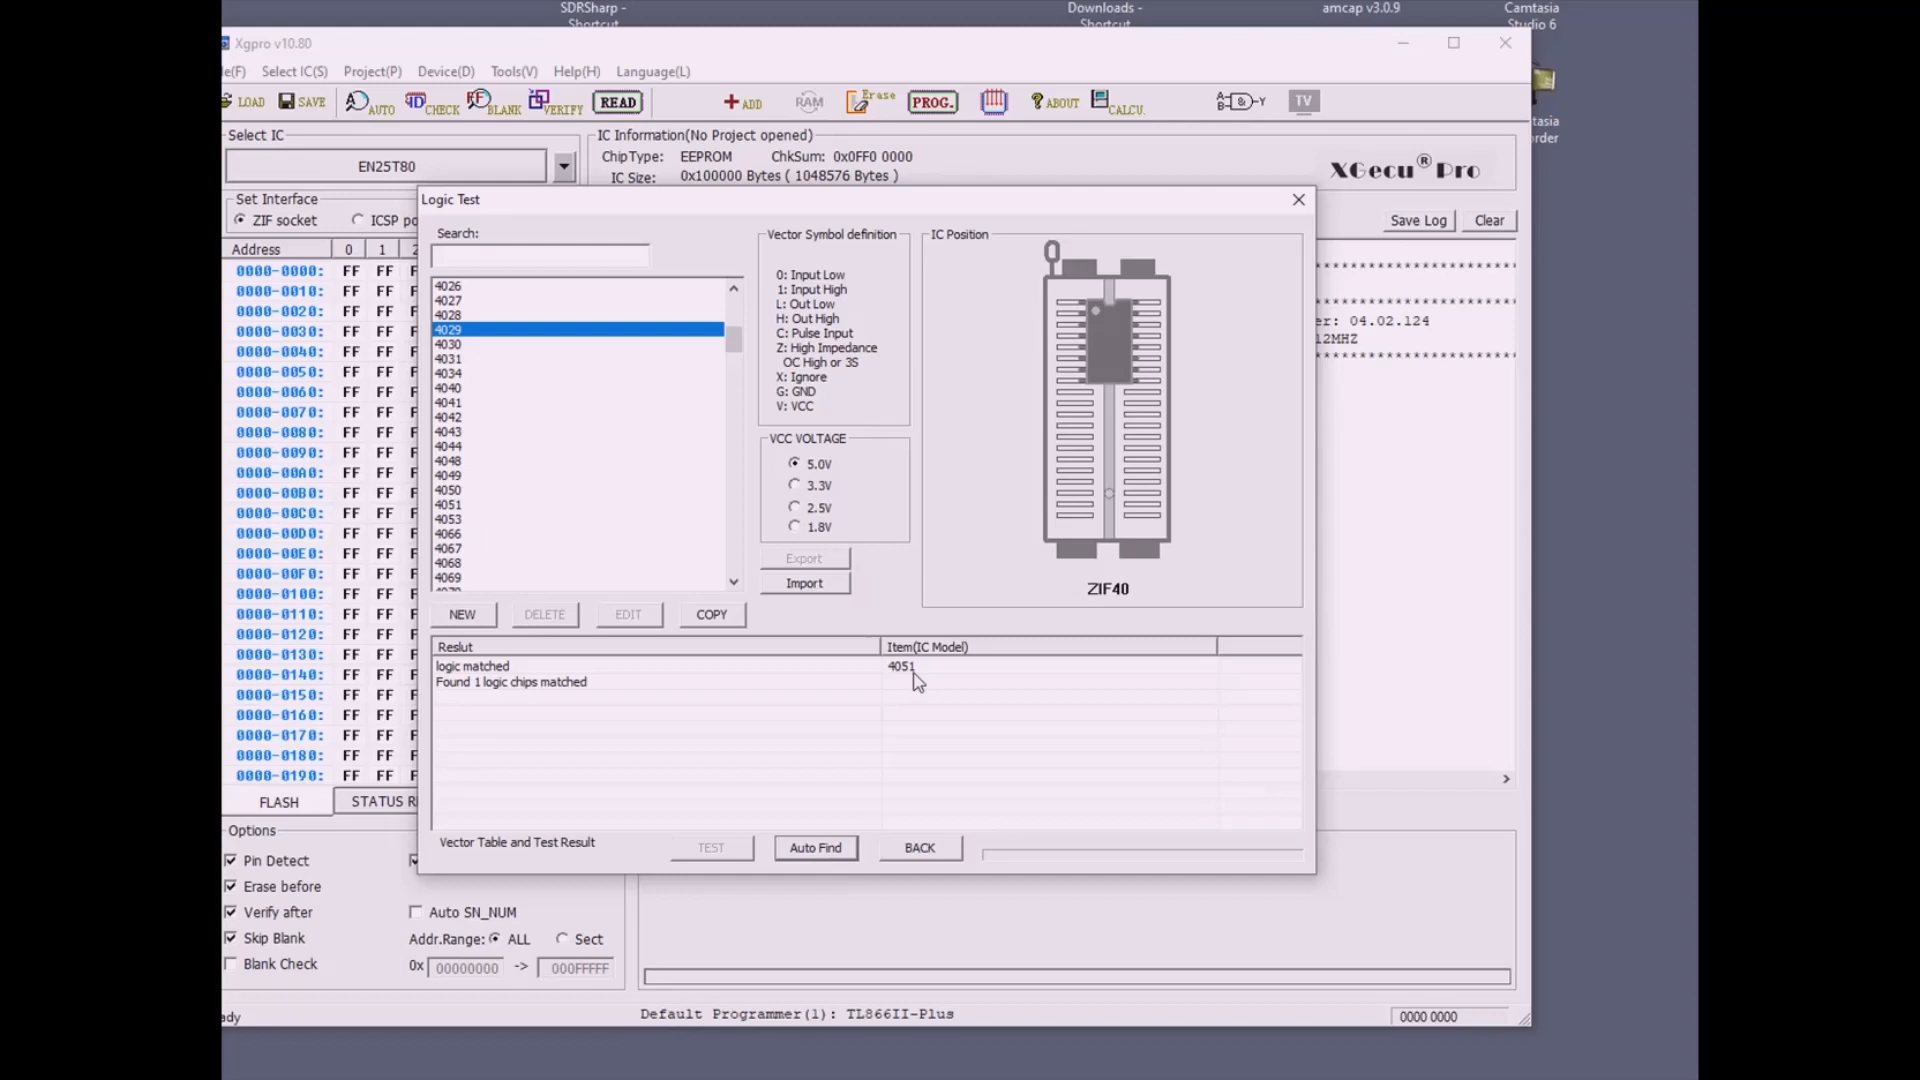 SDRSharp -
Shortcut
Downloads -
Shortcut
amcap v3.0.9
Camtasia
Studio 6
Xgpro v10.80
le(F) Select IC(S) Project(P) Device(D) Tools(V) Help(H) Language(L)
LOAD SAVE AUTO CHECK BLANK VERIFY READ ADD RAM Erase PROG. ABOUT CALCU. A B & Y TV
tasia
order
Select IC
EN25T80
IC Information(No Project opened)
ChipType: EEPROM ChkSum: 0x0FF0 0000
IC Size: 0x100000 Bytes ( 1048576 Bytes )
XGecu® Pro
Set Interface
ZIF socket ICSP po
Save Log Clear
Address 0 1 2
0000-0000: FF FF F
0000-0010: FF FF F
0000-0020: FF FF F
0000-0030: FF FF F
0000-0040: FF FF F
0000-0050: FF FF F
0000-0060: FF FF F
0000-0070: FF FF F
0000-0080: FF FF F
0000-0090: FF FF F
0000-00A0: FF FF F
0000-00B0: FF FF F
0000-00C0: FF FF F
0000-00D0: FF FF F
0000-00E0: FF FF F
0000-00F0: FF FF F
0000-0100: FF FF F
0000-0110: FF FF F
0000-0120: FF FF F
0000-0130: FF FF F
0000-0140: FF FF F
0000-0150: FF FF F
0000-0160: FF FF F
0000-0170: FF FF F
0000-0180: FF FF F
0000-0190: FF FF F
FLASH STATUS R
Logic Test
Search:
4026
4027
4028
4029
4030
4031
4034
4040
4041
4042
4043
4044
4048
4049
4050
4051
4053
4066
4067
4068
4069
NEW DELETE EDIT COPY
Vector Symbol definition
0: Input Low
1: Input High
L: Out Low
H: Out High
C: Pulse Input
Z: High Impedance
OC High or 3S
X: Ignore
G: GND
V: VCC
VCC VOLTAGE
5.0V
3.3V
2.5V
1.8V
Export
Import
IC Position
ZIF40
Reslut Item(IC Model)
logic matched 4051
Found 1 logic chips matched
Vector Table and Test Result TEST Auto Find BACK
*******************
*******************
er: 04.02.124
12MHZ
*******************
Options
Pin Detect
Erase before
Verify after
Skip Blank
Blank Check
Auto SN_NUM
Addr.Range: ALL Sect
0x 00000000 -> 000FFFFF
ady
Default Programmer(1): TL866II-Plus
0000 0000